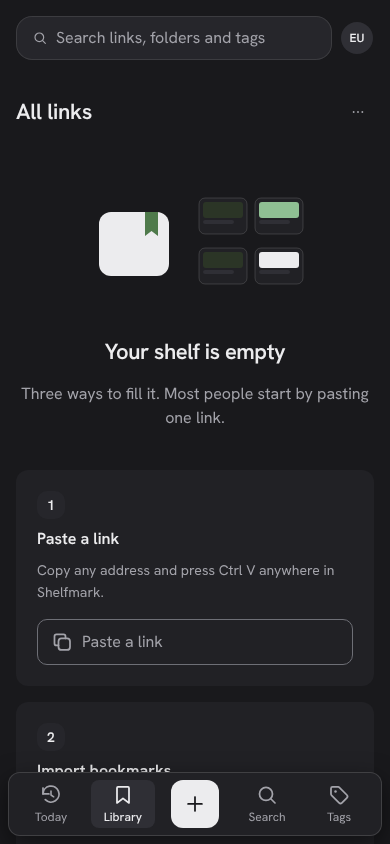 Search links, folders and tags
EU
All links
Your shelf is empty
Three ways to fill it. Most people start by pasting
one link.
1
Paste a link
Copy any address and press Ctrl V anywhere in
Shelfmark.
Paste a link
2
Import bookmarks
Today
Library
Search
Tags